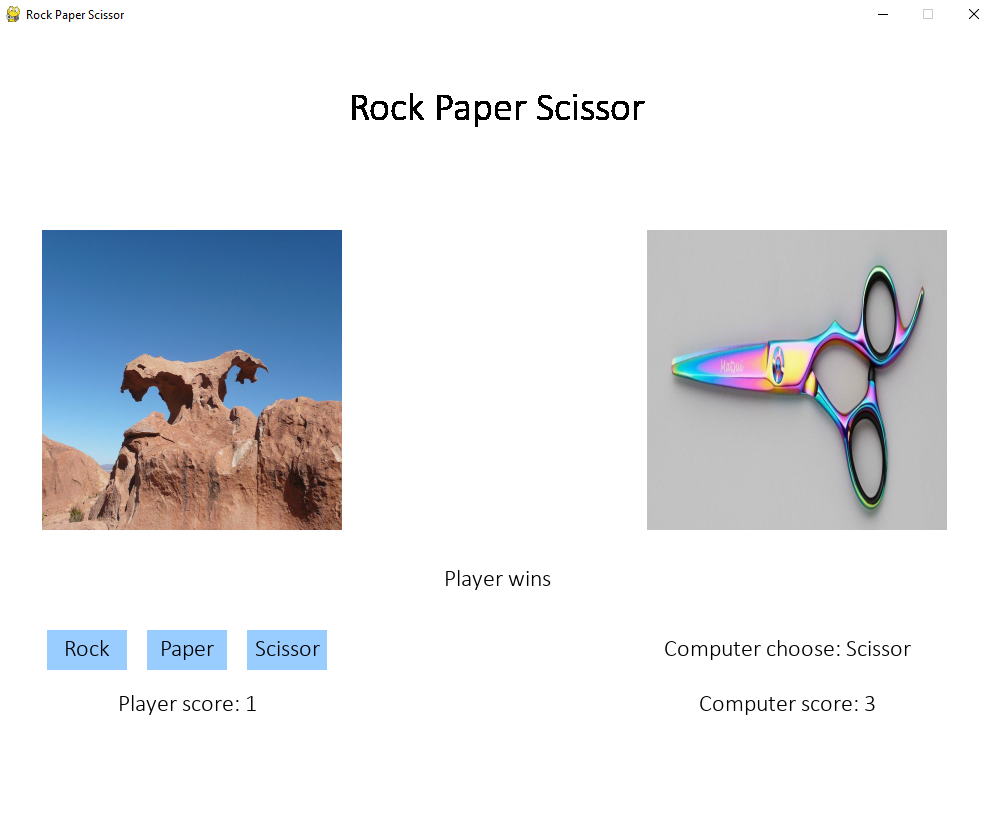 Rock Paper Scissor
Rock Paper Scissor
Player wins
Rock Paper Scissor
Computer choose: Scissor
Player score: 1
Computer score: 3